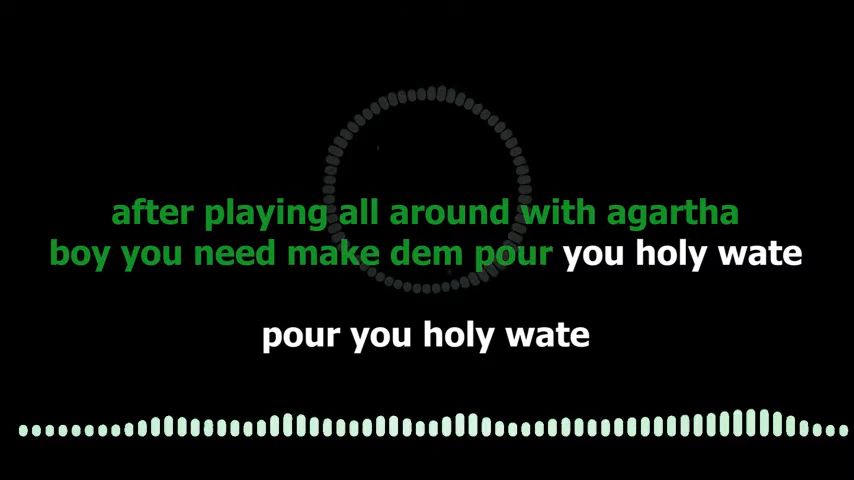 after playing all around with agartha
boy you need make dem pour you holy wate
pour you holy wate